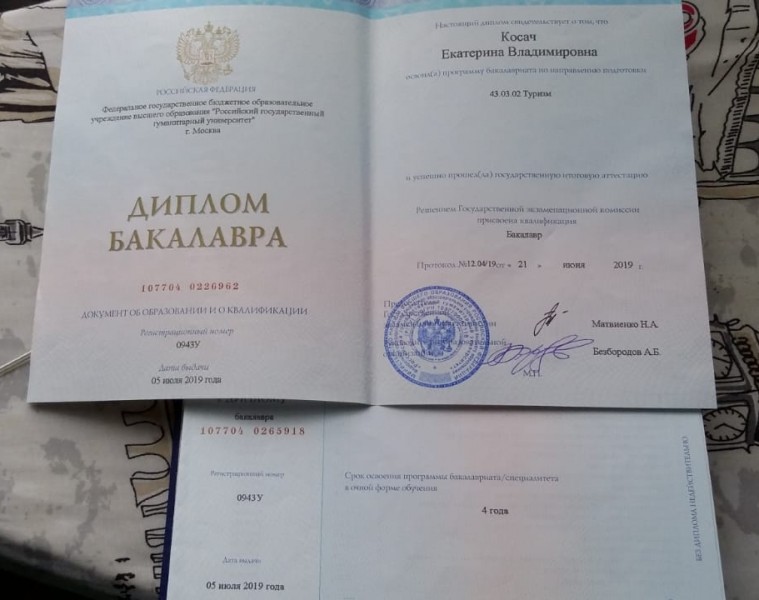 РОССИЙСКАЯ ФЕДЕРАЦИЯ
Федеральное государственное бюджетное образовательное
учреждение высшего образования "Российский государственный
гуманитарный университет"
г. Москва
ДИПЛОМ
БАКАЛАВРА
107704 0226962
ДОКУМЕНТ ОБ ОБРАЗОВАНИИ И О КВАЛИФИКАЦИИ
Регистрационный номер
0943У
Дата выдачи
05 июля 2019 года
Настоящий диплом свидетельствует о том, что
Косач
Екатерина Владимировна
освоил(а) программу бакалавриата по направлению подготовки
43.03.02 Туризм
и успешно прошел(ла) государственную итоговую аттестацию
Решением Государственной экзаменационной комиссии
присвоена квалификация
Бакалавр
Протокол №12.04/19 от « 21 » июня 2019 г.
Матвиенко Н.А.
Безбородов А.Б.
М.П.
бакалавра
107704 0265918
Регистрационный номер
0943У
Дата выдачи
05 июля 2019 года
Срок освоения программы бакалавриата/специалитета
в очной форме обучения
4 года
БЕЗ ДИПЛОМА НЕДЕЙСТВИТЕЛЬНО